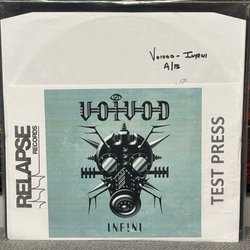 Voivod - Infini
A/B
RELAPSE
RECORDS
VOIVOD
INFINI
TEST PRESS